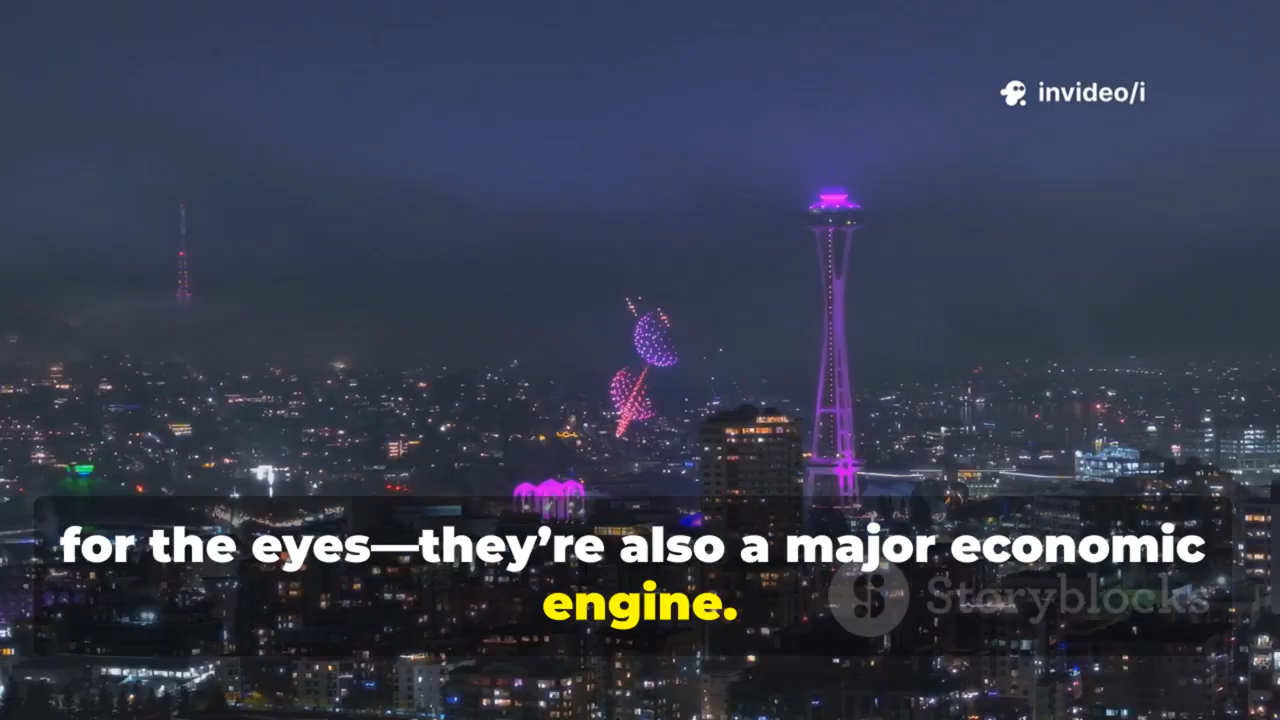 invideo/i
for the eyes—they’re also a major economic
engine.
Storyblocks